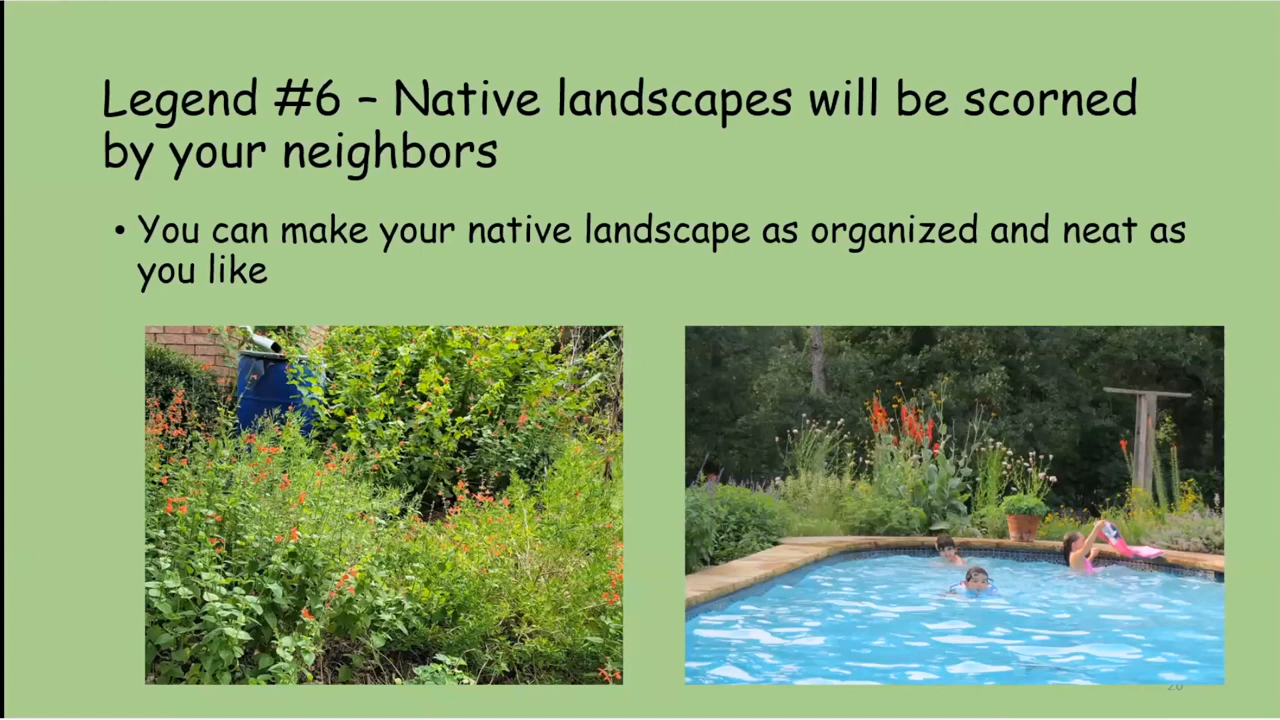 Legend #6 – Native landscapes will be scorned
by your neighbors
• You can make your native landscape as organized and neat as
you like